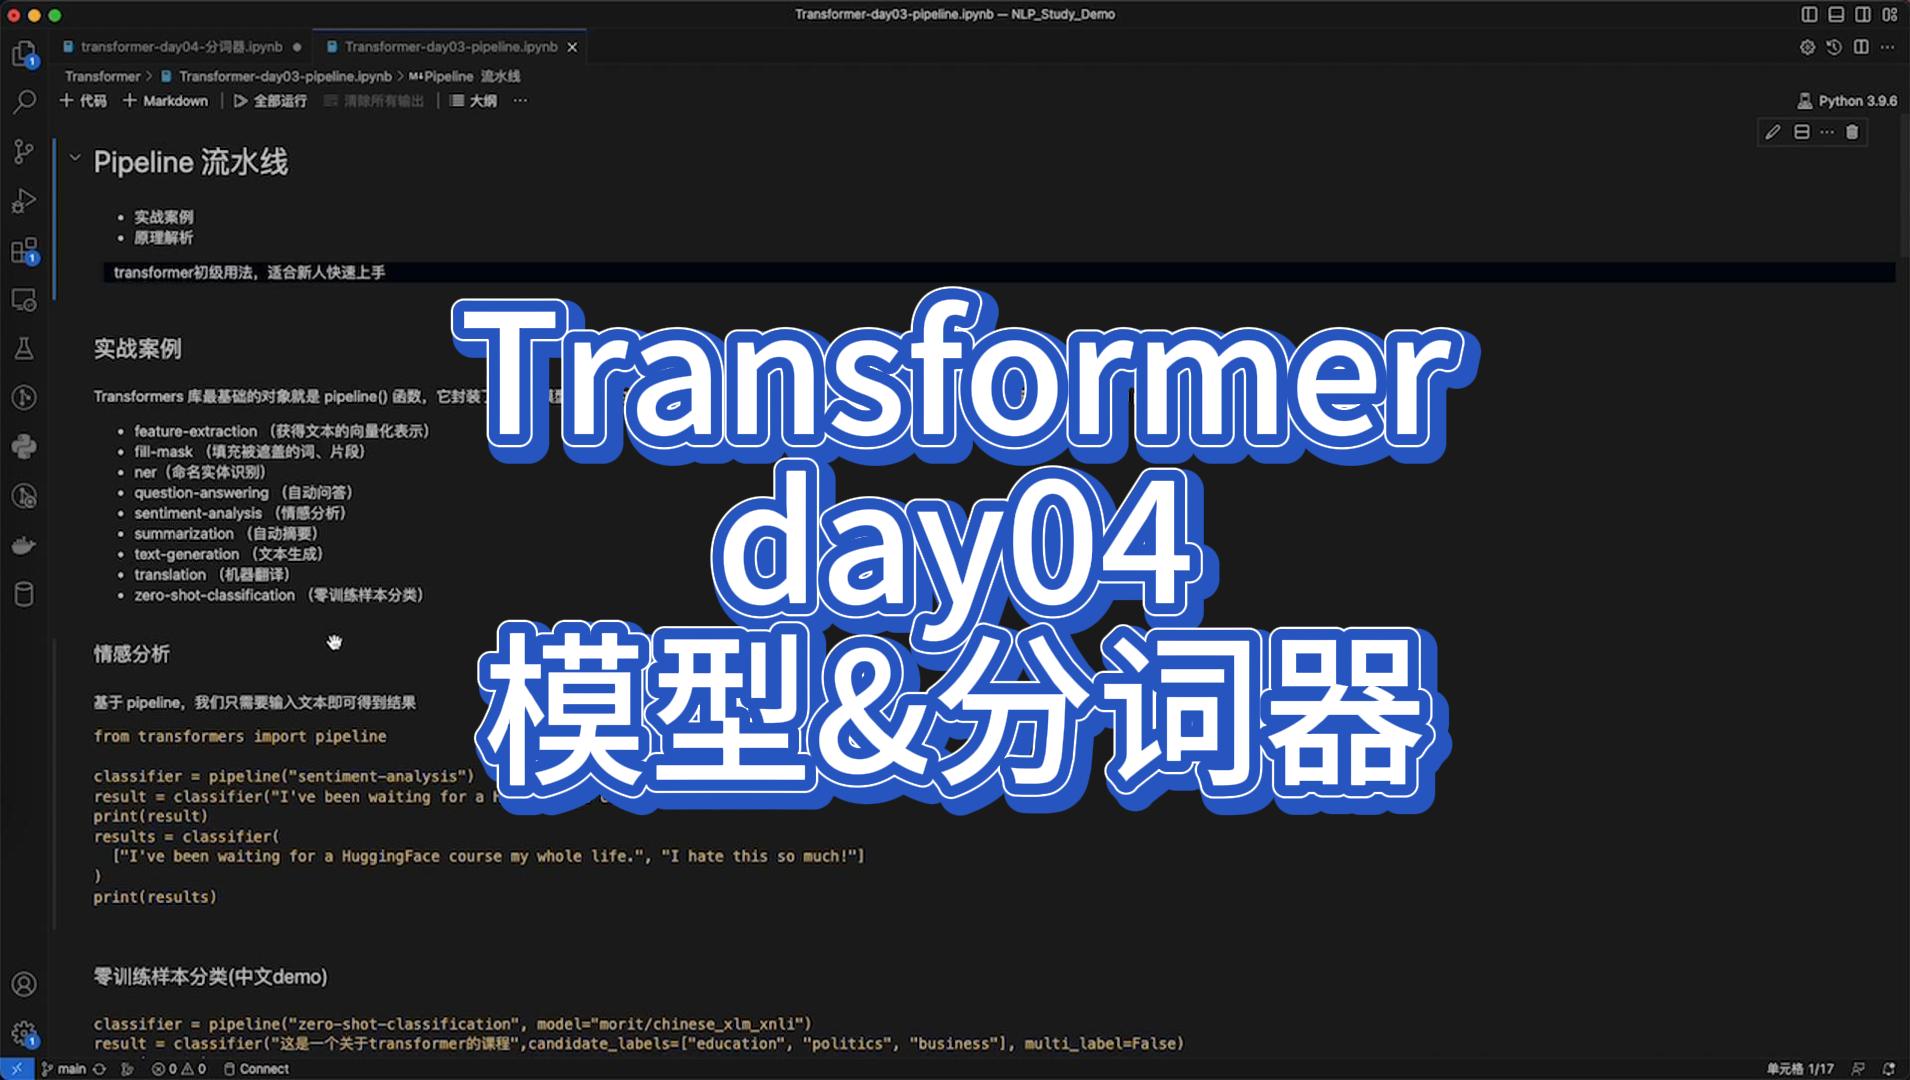 Transformer-day03-pipeline.ipynb — NLP_Study_Demo
transformer-day04-分词器.ipynb
Transformer-day03-pipeline.ipynb
Transformer > Transformer-day03-pipeline.ipynb > M↓Pipeline 流水线
+ 代码 + Markdown 全部运行 清除所有输出 大纲 ...
Python 3.9.6
Pipeline 流水线
• 实战案例
• 原理解析
transformer初级用法，适合新人快速上手
实战案例
Transformers 库最基础的对象就是 pipeline() 函数，它封装了
• feature-extraction （获得文本的向量化表示）
• fill-mask （填充被遮盖的词、片段）
• ner（命名实体识别）
• question-answering （自动问答）
• sentiment-analysis （情感分析）
• summarization （自动摘要）
• text-generation （文本生成）
• translation （机器翻译）
• zero-shot-classification （零训练样本分类）
Transformer
day04
模型&分词器
情感分析
基于 pipeline，我们只需要输入文本即可得到结果
from transformers import pipeline
classifier = pipeline("sentiment-analysis")
result = classifier("I've been waiting for a
print(result)
results = classifier(
["I've been waiting for a HuggingFace course my whole life.", "I hate this so much!"]
)
print(results)
零训练样本分类(中文demo)
classifier = pipeline("zero-shot-classification", model="morit/chinese_xlm_xnli")
result = classifier("这是一个关于transformer的课程",candidate_labels=["education", "politics", "business"], multi_label=False)
main 0 0 Connect
单元格 1/17